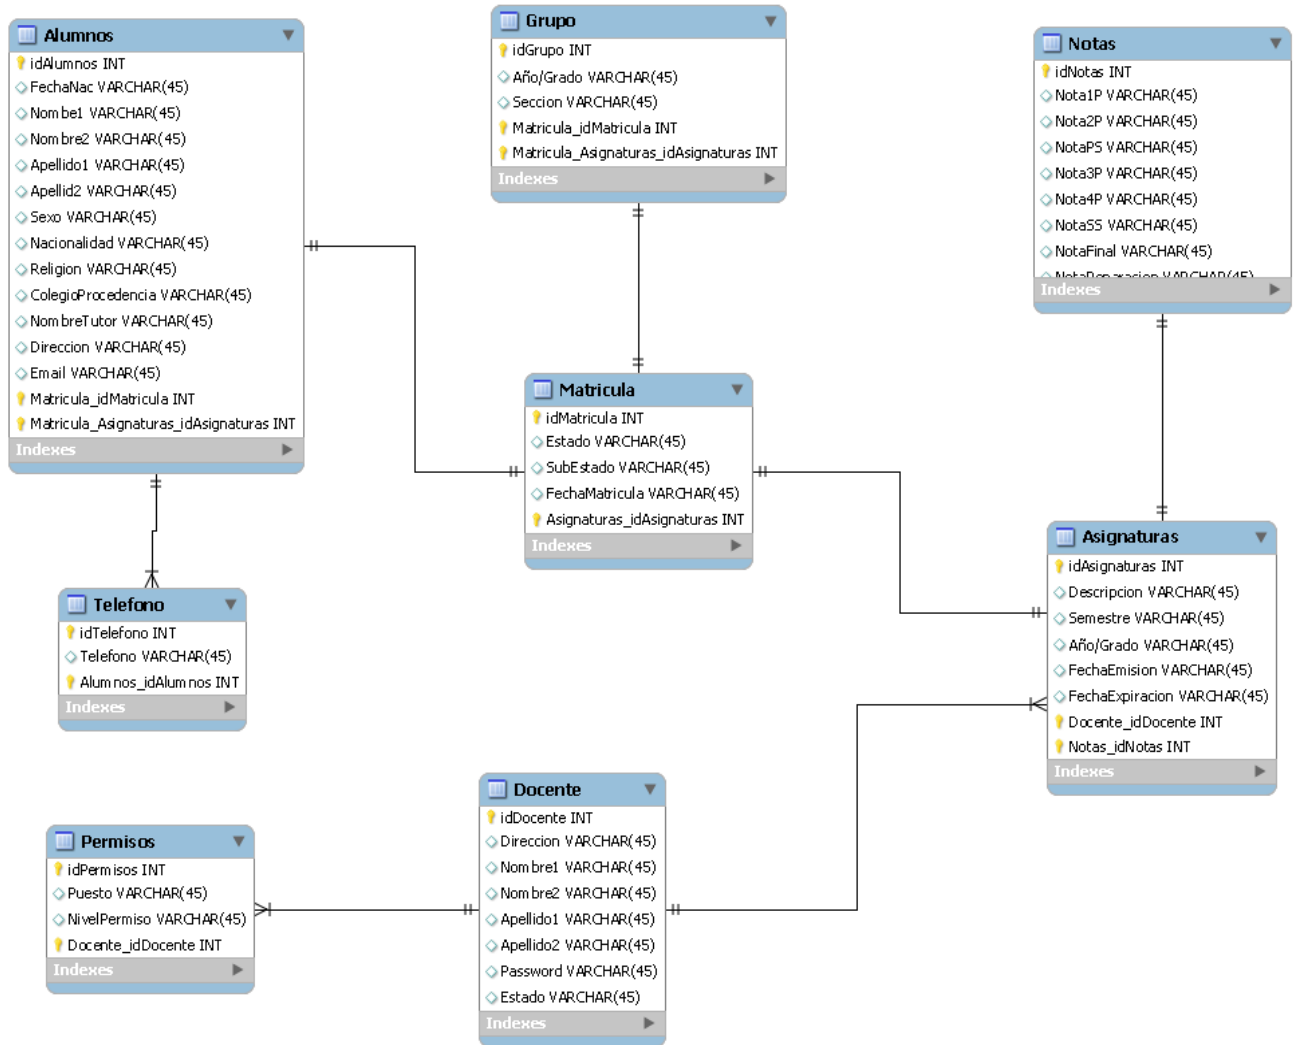 Alumnos
idAlumnos INT
FechaNac VARCHAR(45)
Nombe1 VARCHAR(45)
Nombre2 VARCHAR(45)
Apellido1 VARCHAR(45)
Apellid2 VARCHAR(45)
Sexo VARCHAR(45)
Nacionalidad VARCHAR(45)
Religion VARCHAR(45)
ColegioProcedencia VARCHAR(45)
NombreTutor VARCHAR(45)
Direccion VARCHAR(45)
Email VARCHAR(45)
Matricula_idMatricula INT
Matricula_Asignaturas_idAsignaturas INT
Indexes
Grupo
idGrupo INT
Año/Grado VARCHAR(45)
Seccion VARCHAR(45)
Matricula_idMatricula INT
Matricula_Asignaturas_idAsignaturas INT
Indexes
Notas
idNotas INT
Nota1P VARCHAR(45)
Nota2P VARCHAR(45)
NotaPS VARCHAR(45)
Nota3P VARCHAR(45)
Nota4P VARCHAR(45)
NotaSS VARCHAR(45)
NotaFinal VARCHAR(45)
NotaReparacion VARCHAR(45)
Indexes
Matricula
idMatricula INT
Estado VARCHAR(45)
SubEstado VARCHAR(45)
FechaMatricula VARCHAR(45)
Asignaturas_idAsignaturas INT
Indexes
Asignaturas
idAsignaturas INT
Descripcion VARCHAR(45)
Semestre VARCHAR(45)
Año/Grado VARCHAR(45)
FechaEmision VARCHAR(45)
FechaExpiracion VARCHAR(45)
Docente_idDocente INT
Notas_idNotas INT
Indexes
Telefono
idTelefono INT
Telefono VARCHAR(45)
Alumnos_idAlumnos INT
Indexes
Docente
idDocente INT
Direccion VARCHAR(45)
Nombre1 VARCHAR(45)
Nombre2 VARCHAR(45)
Apellido1 VARCHAR(45)
Apellido2 VARCHAR(45)
Password VARCHAR(45)
Estado VARCHAR(45)
Indexes
Permisos
idPermisos INT
Puesto VARCHAR(45)
NivelPermiso VARCHAR(45)
Docente_idDocente INT
Indexes